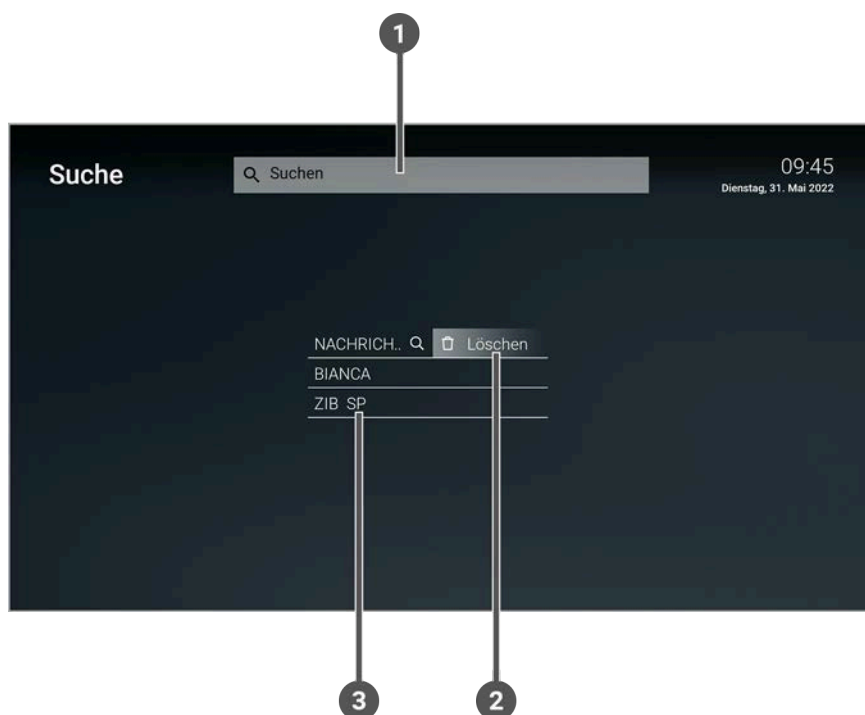 1
Suche
Suchen
09:45
Dienstag, 31. Mai 2022
NACHRICH.. Löschen
BIANCA
ZIB SP
3 2